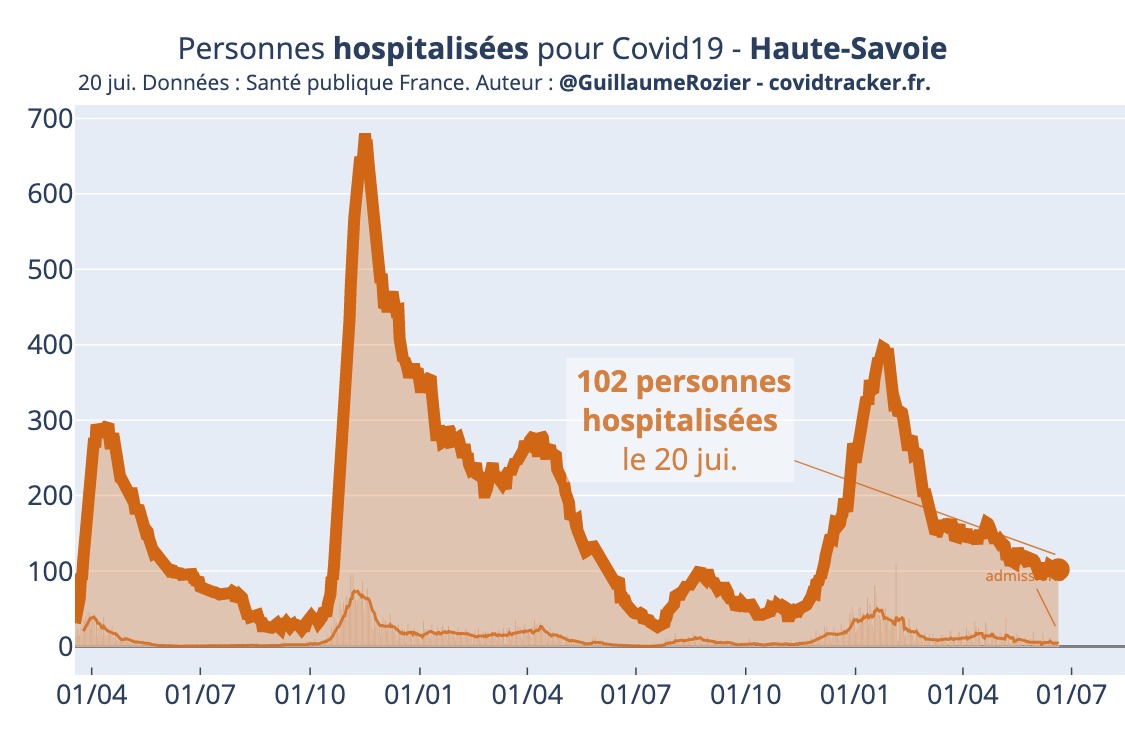 Personnes hospitalisées pour Covid19 - Haute-Savoie
20 jui. Données : Santé publique France. Auteur : @GuillaumeRozier - covidtracker.fr.
700
600
500
400
300
200
100
0
102 personnes
hospitalisées
le 20 jui.
01/04 01/07 01/10 01/01 01/04 01/07 01/10 01/01 01/04 01/07